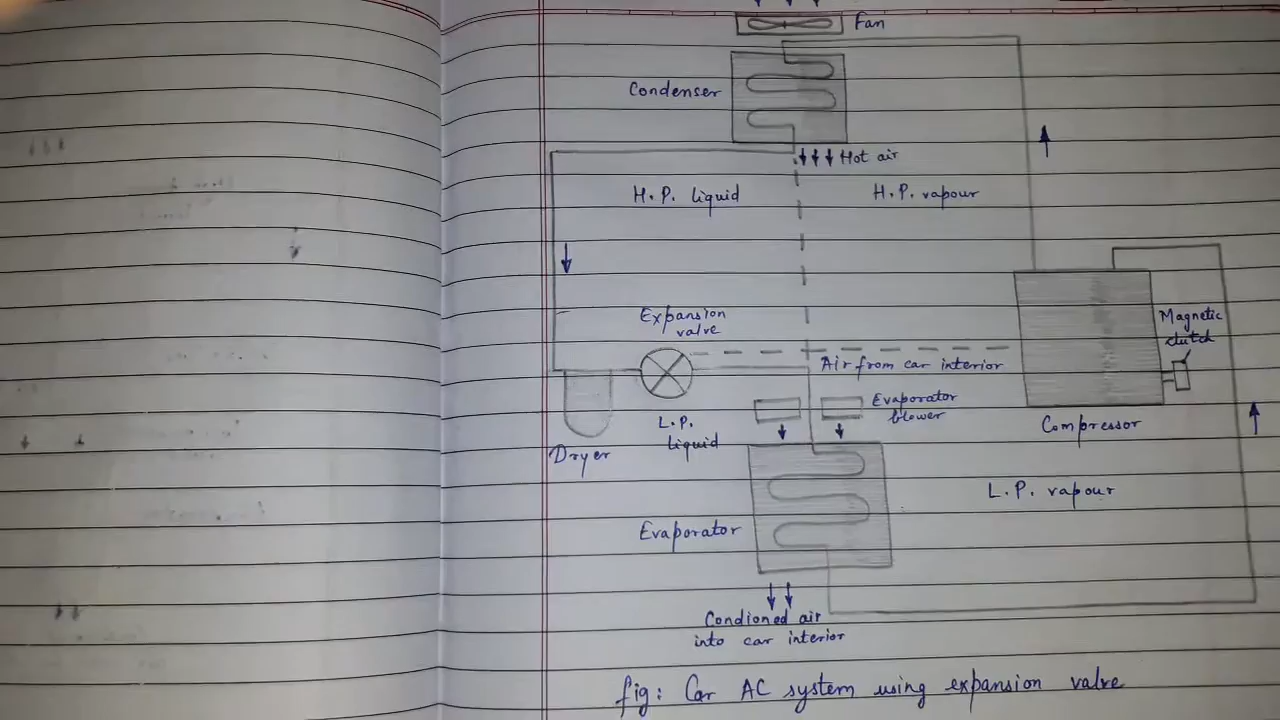 Fan
Condenser
Hot air
H.P. liquid
H.P. vapour
Expansion
valve
Magnetic
clutch
Air from car interior
Evaporator
blower
L.P.
liquid
Compressor
Dryer
L.P. vapour
Evaporator
Condioned air
into car interior
fig: Car AC system using expansion valve